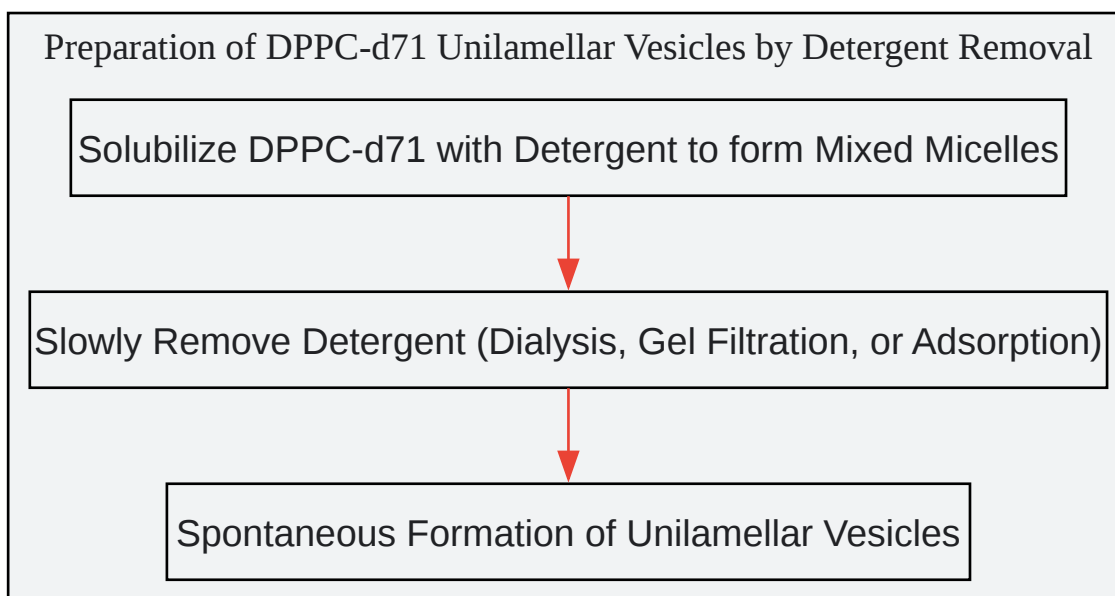 Preparation of DPPC-d71 Unilamellar Vesicles by Detergent Removal
Solubilize DPPC-d71 with Detergent to form Mixed Micelles
Slowly Remove Detergent (Dialysis, Gel Filtration, or Adsorption)
Spontaneous Formation of Unilamellar Vesicles